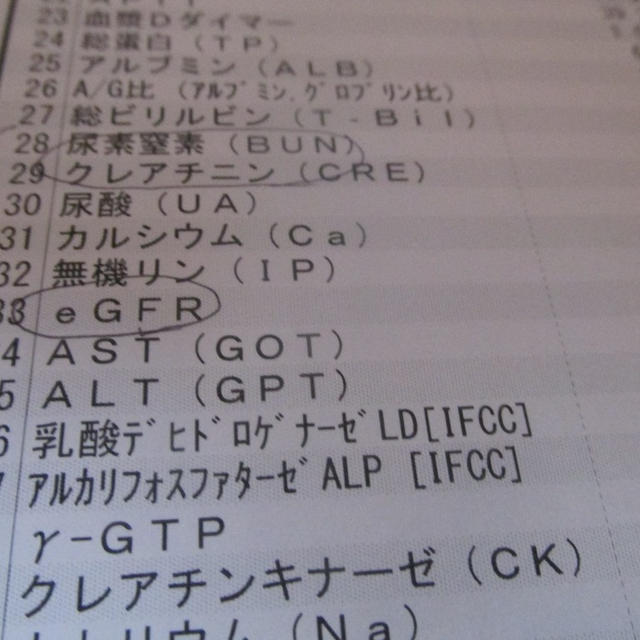 23 血漿Dダイマー
24 総蛋白(TP)
25 アルブミン(ALB)
26 A/G比 (アルブミン.グロブリン比)
27 総ビリルビン(T-Bil)
28 尿素窒素(BUN)
29 クレアチニン(CRE)
30 尿酸(UA)
31 カルシウム(Ca)
32 無機リン(IP)
33 eGFR
4 AST(GOT)
5 ALT(GPT)
6 乳酸デヒドロゲナーゼLD[IFCC]
アルカリフォスファターゼALP [IFCC]
γ-GTP
クレアチンキナーゼ(CK)
ナトリウム(Na)